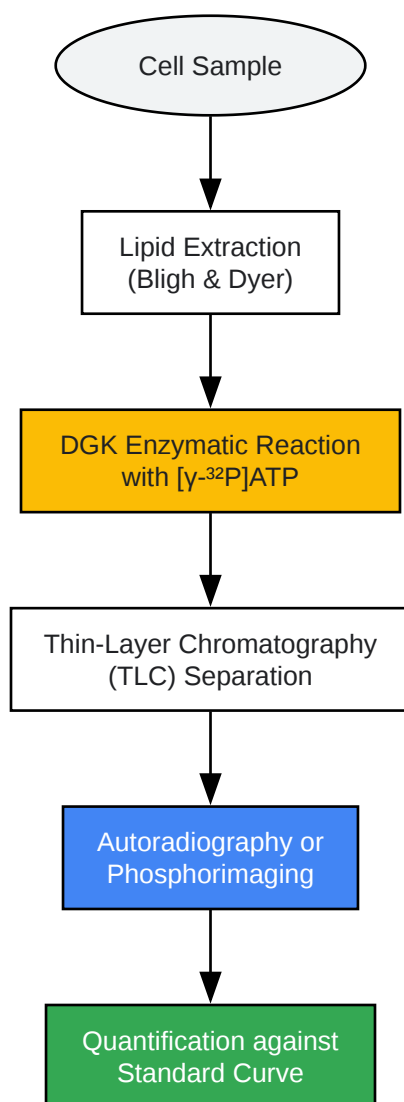 Cell Sample
Lipid Extraction
(Bligh & Dyer)
DGK Enzymatic Reaction
with [γ-³²P]ATP
Thin-Layer Chromatography
(TLC) Separation
Autoradiography or
Phosphorimaging
Quantification against
Standard Curve